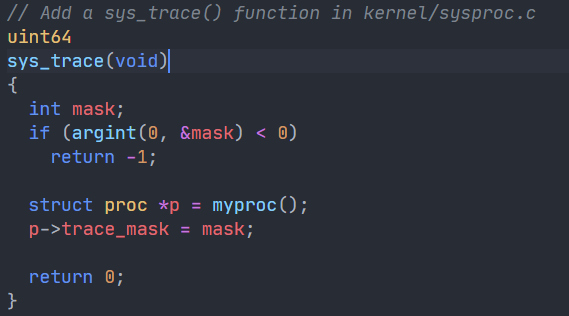 // Add a sys_trace() function in kernel/sysproc.c
uint64
sys_trace(void)
{
  int mask;
  if (argint(0, &mask) < 0)
    return -1;

  struct proc *p = myproc();
  p->trace_mask = mask;

  return 0;
}